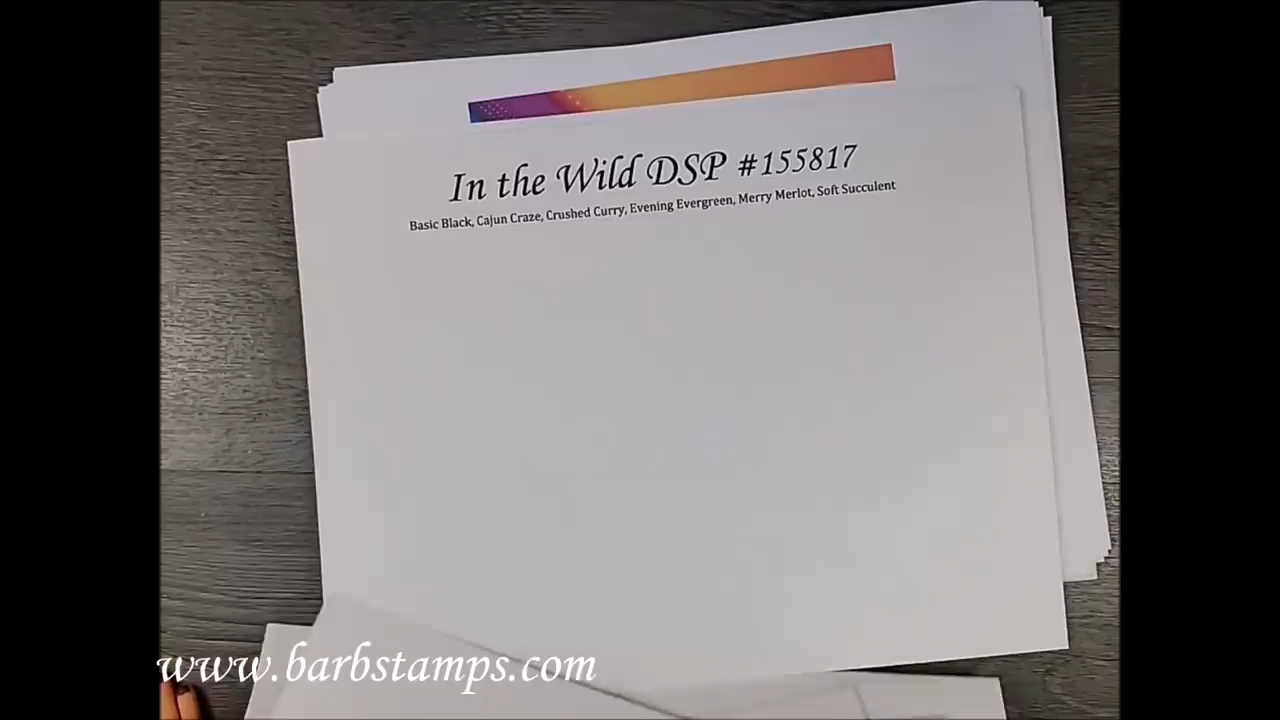 In the Wild DSP #155817
Basic Black, Cajun Craze, Crushed Curry, Evening Evergreen, Merry Merlot, Soft Succulent
www.barbstamps.com